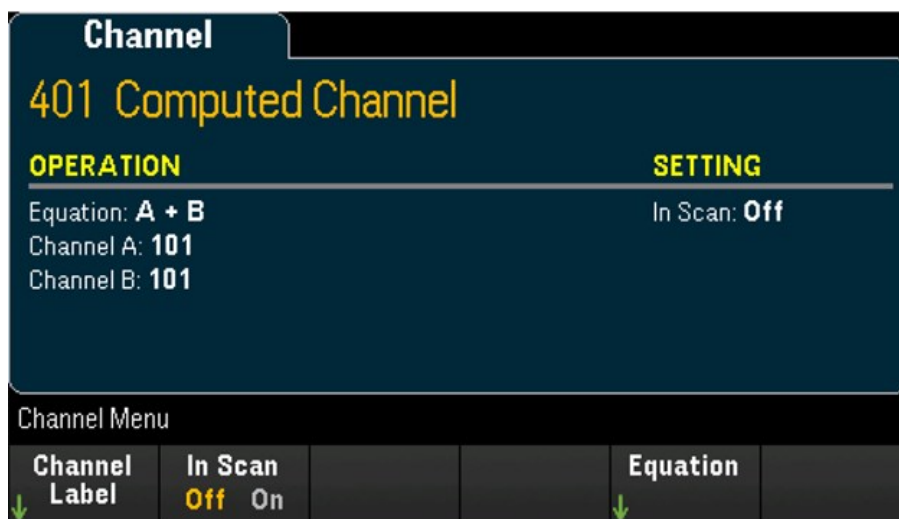 Channel
401 Computed Channel
OPERATION SETTING
Equation: A + B In Scan: Off
Channel A: 101
Channel B: 101
Channel Menu
Channel In Scan Equation
Label Off On